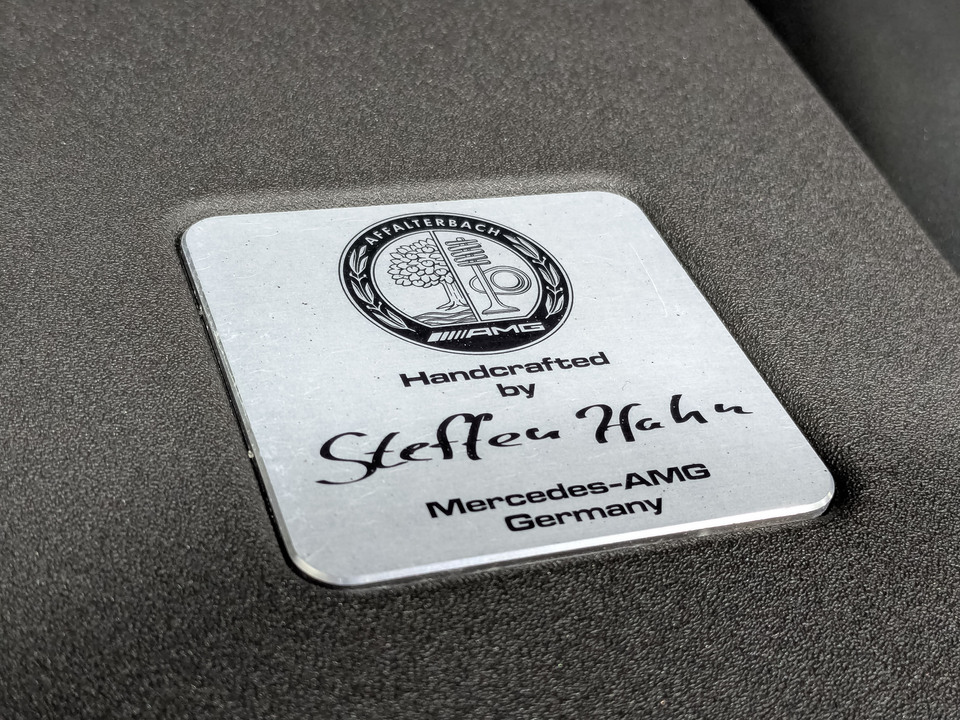 AFFALTERBACH
AMG
Handcrafted
by
Steffen Hahn
Mercedes-AMG
Germany